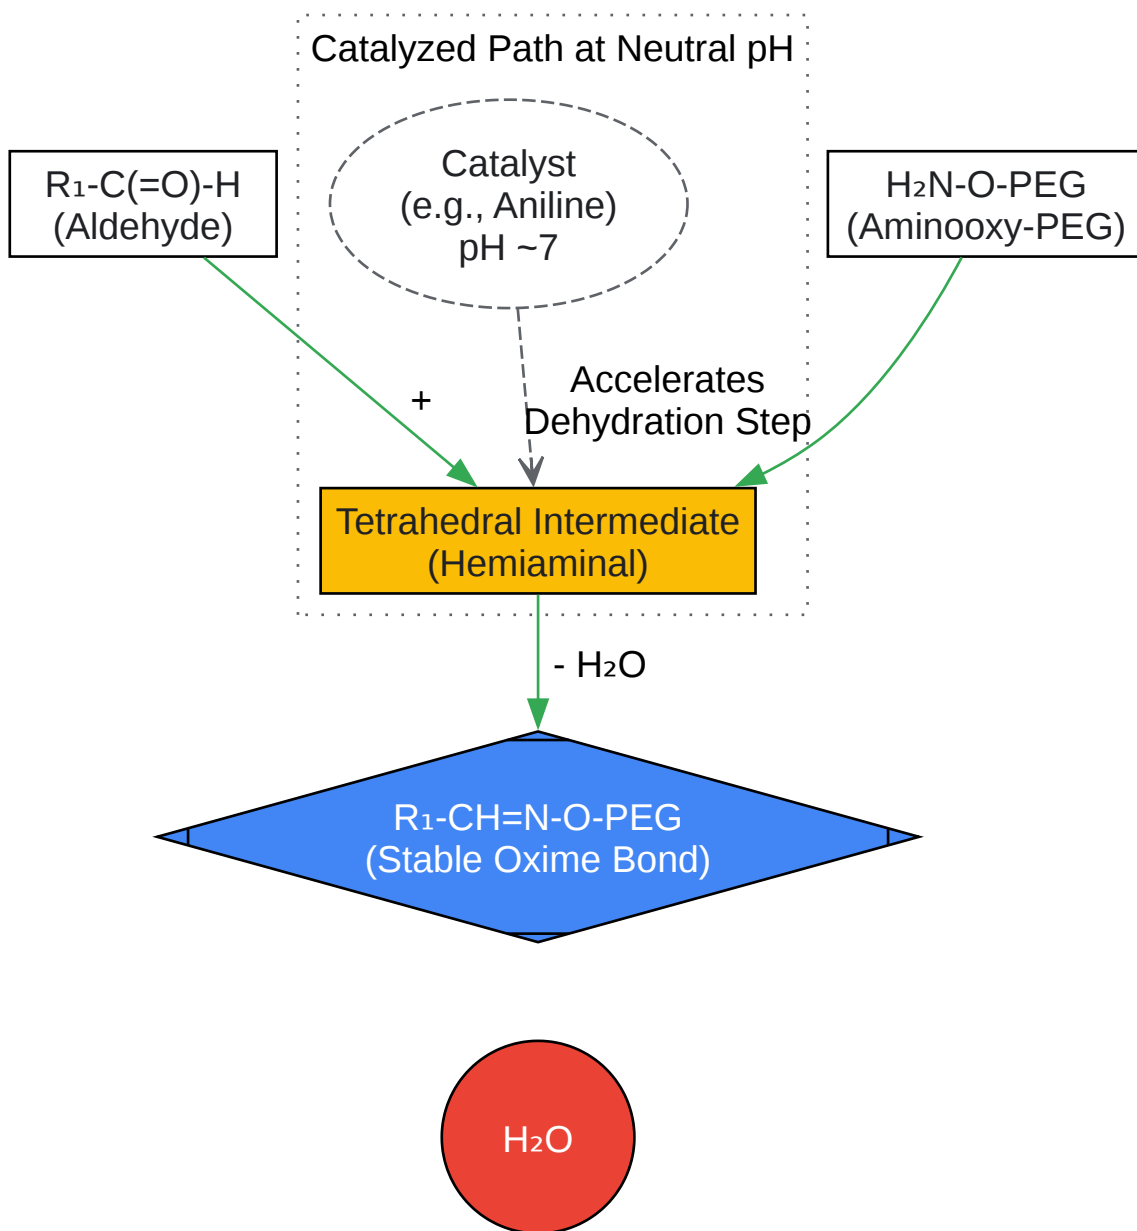 Catalyzed Path at Neutral pH
R₁-C(=O)-H
(Aldehyde)
Catalyst
(e.g., Aniline)
pH ~7
H₂N-O-PEG
(Aminooxy-PEG)
+
Accelerates
Dehydration Step
Tetrahedral Intermediate
(Hemiaminal)
- H₂O
R₁-CH=N-O-PEG
(Stable Oxime Bond)
H₂O